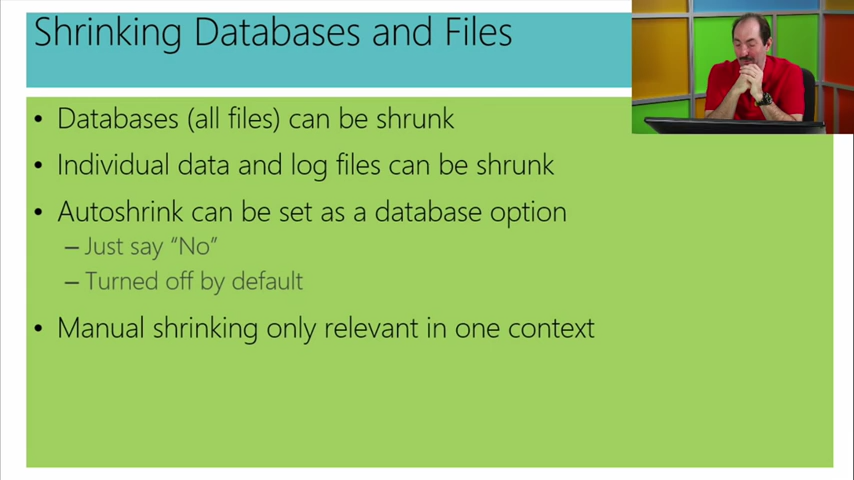 Shrinking Databases and Files
• Databases (all files) can be shrunk
• Individual data and log files can be shrunk
• Autoshrink can be set as a database option
– Just say “No”
– Turned off by default
• Manual shrinking only relevant in one context